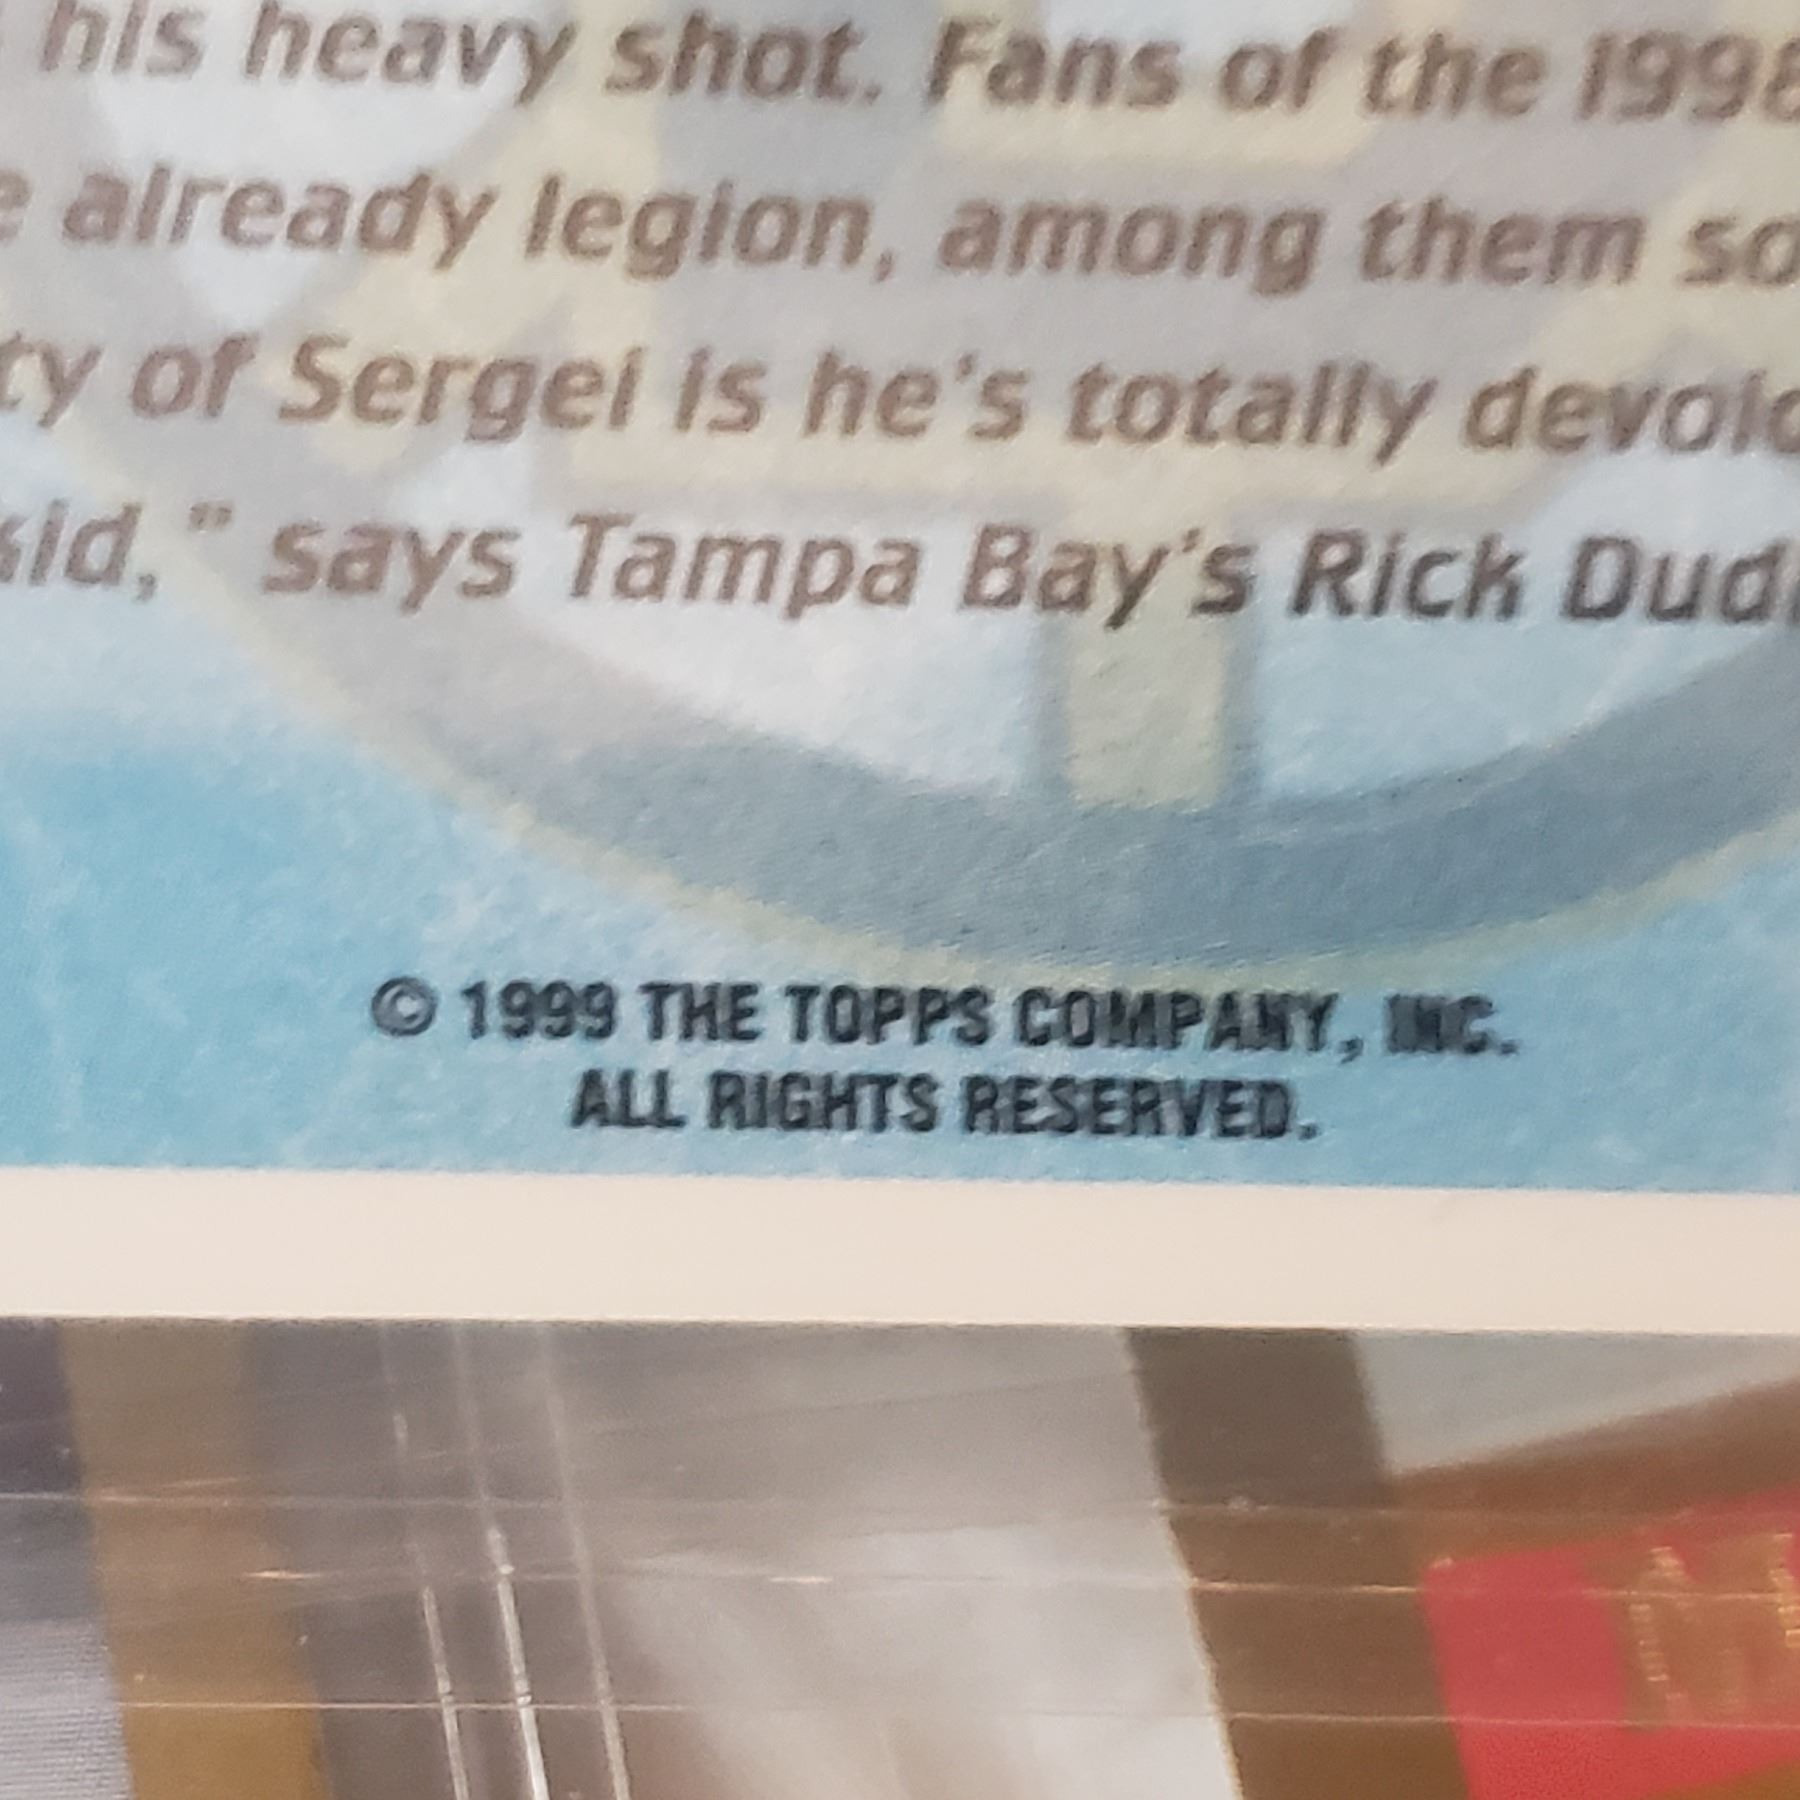 his heavy shot. Fans of the 1998
already legion, among them
of Sergei is he's totally
says Tampa Bay's Rick
© 1999 THE TOPPS COMPANY, INC.
ALL RIGHTS RESERVED.